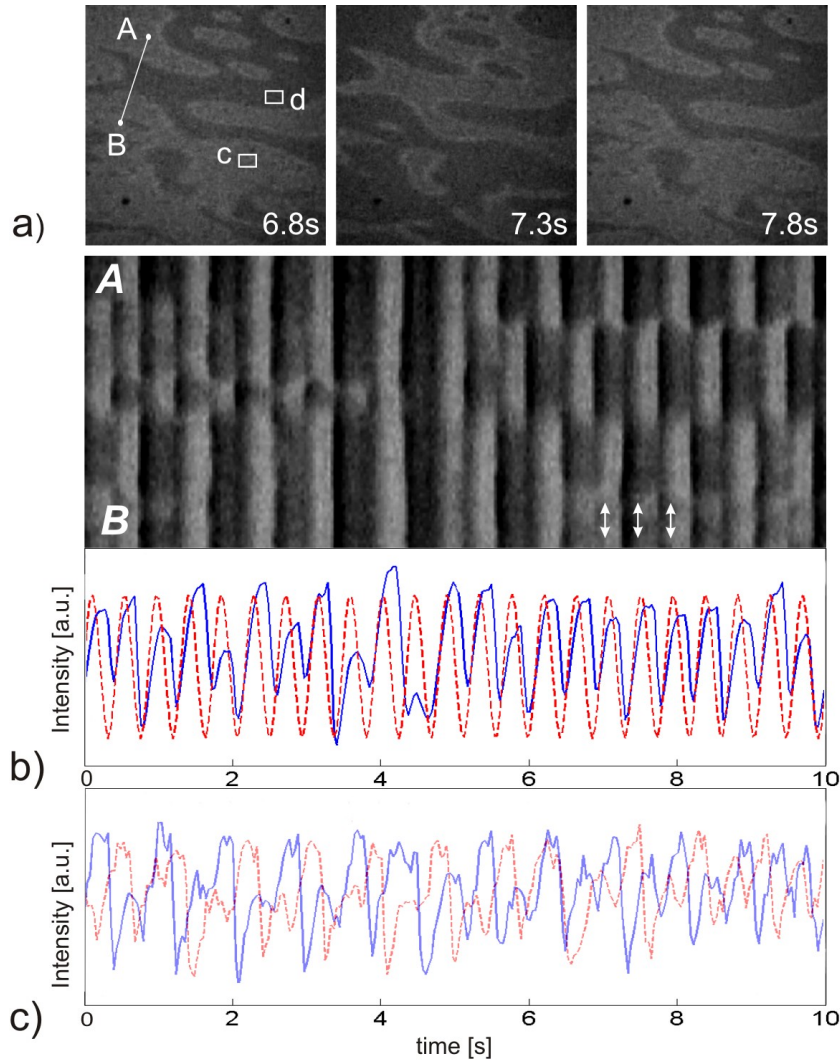 A
B
d
c
6.8s
7.3s
7.8s
a)
A
B
Intensity [a.u.]
b)
0 2 4 6 8 10
Intensity [a.u.]
c)
0 2 4 6 8 10
time [s]